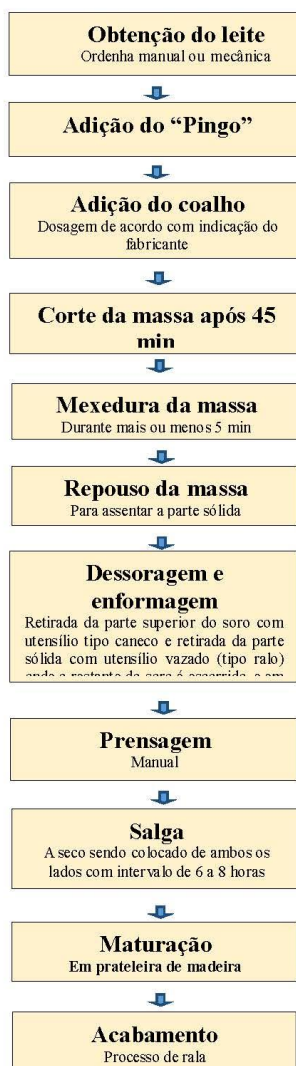 Obtenção do leite
Ordenha manual ou mecânica
Adição do “Pingo”
Adição do coalho
Dosagem de acordo com indicação do
fabricante
Corte da massa após 45
min
Mexedura da massa
Durante mais ou menos 5 min
Repouso da massa
Para assentar a parte sólida
Dessoragem e
enformagem
Retirada da parte superior do soro com
utensílio tipo caneco e retirada da parte
sólida com utensílio vazado (tipo ralo)
Prensagem
Manual
Salga
A seco sendo colocado de ambos os
lados com intervalo de 6 a 8 horas
Maturação
Em prateleira de madeira
Acabamento
Processo de rala